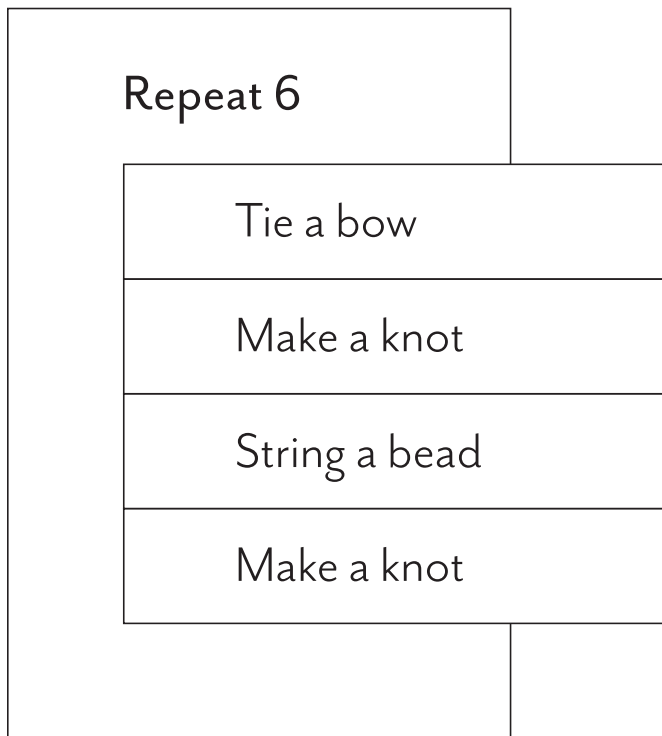 Repeat 6
Tie a bow
Make a knot
String a bead
Make a knot